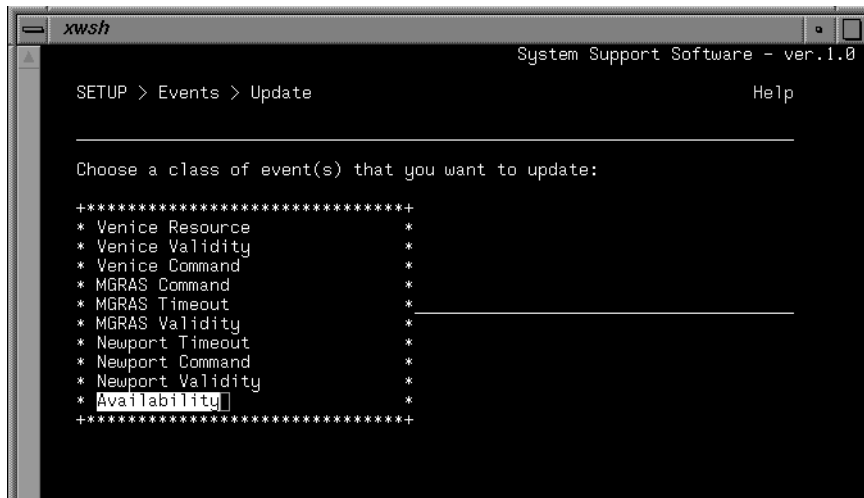 xwsh
System Support Software - ver.1.0
SETUP > Events > Update Help
Choose a class of event(s) that you want to update:
+********************************+
* Venice Resource *
* Venice Validity *
* Venice Command *
* MGRAS Command *
* MGRAS Timeout *
* MGRAS Validity *
* Newport Timeout *
* Newport Command *
* Newport Validity *
* Availability *
+********************************+